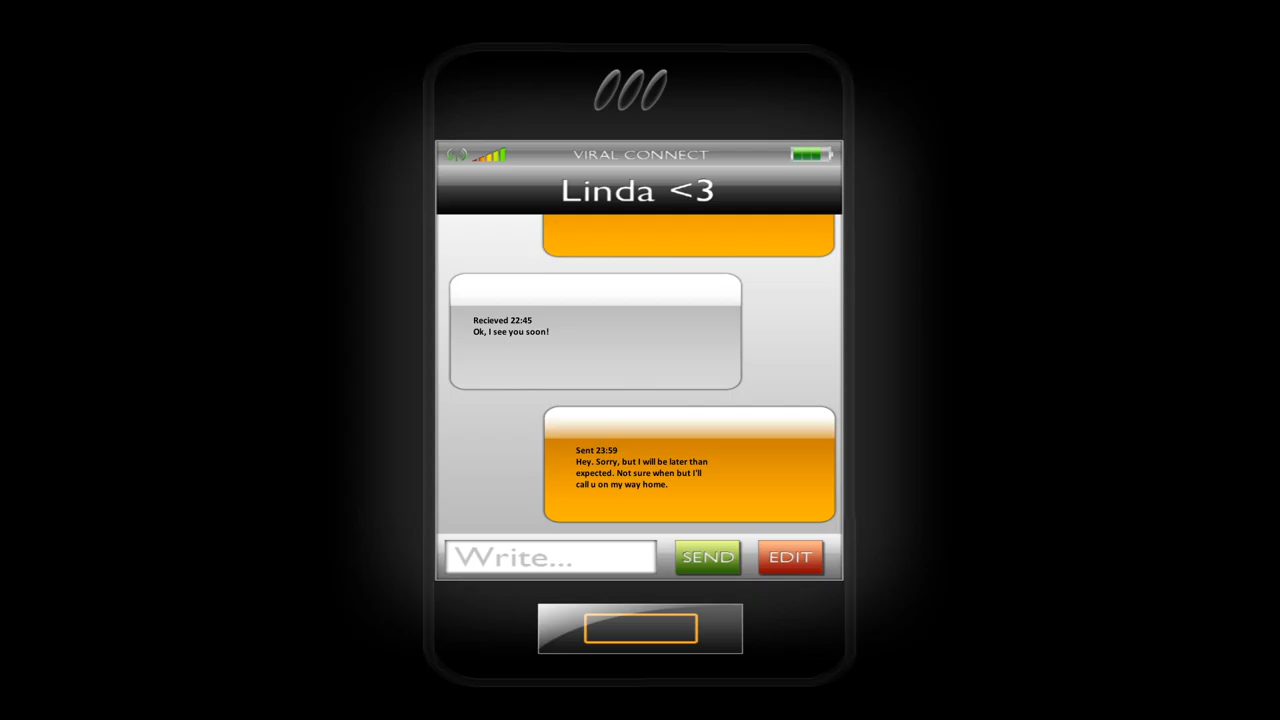 VIRAL CONNECT
Linda <3
Recieved 22:45
Ok, I see you soon!
Sent 23:59
Hey. Sorry, but I will be later than
expected. Not sure when but I'll
call u on my way home.
Write...
SEND
EDIT